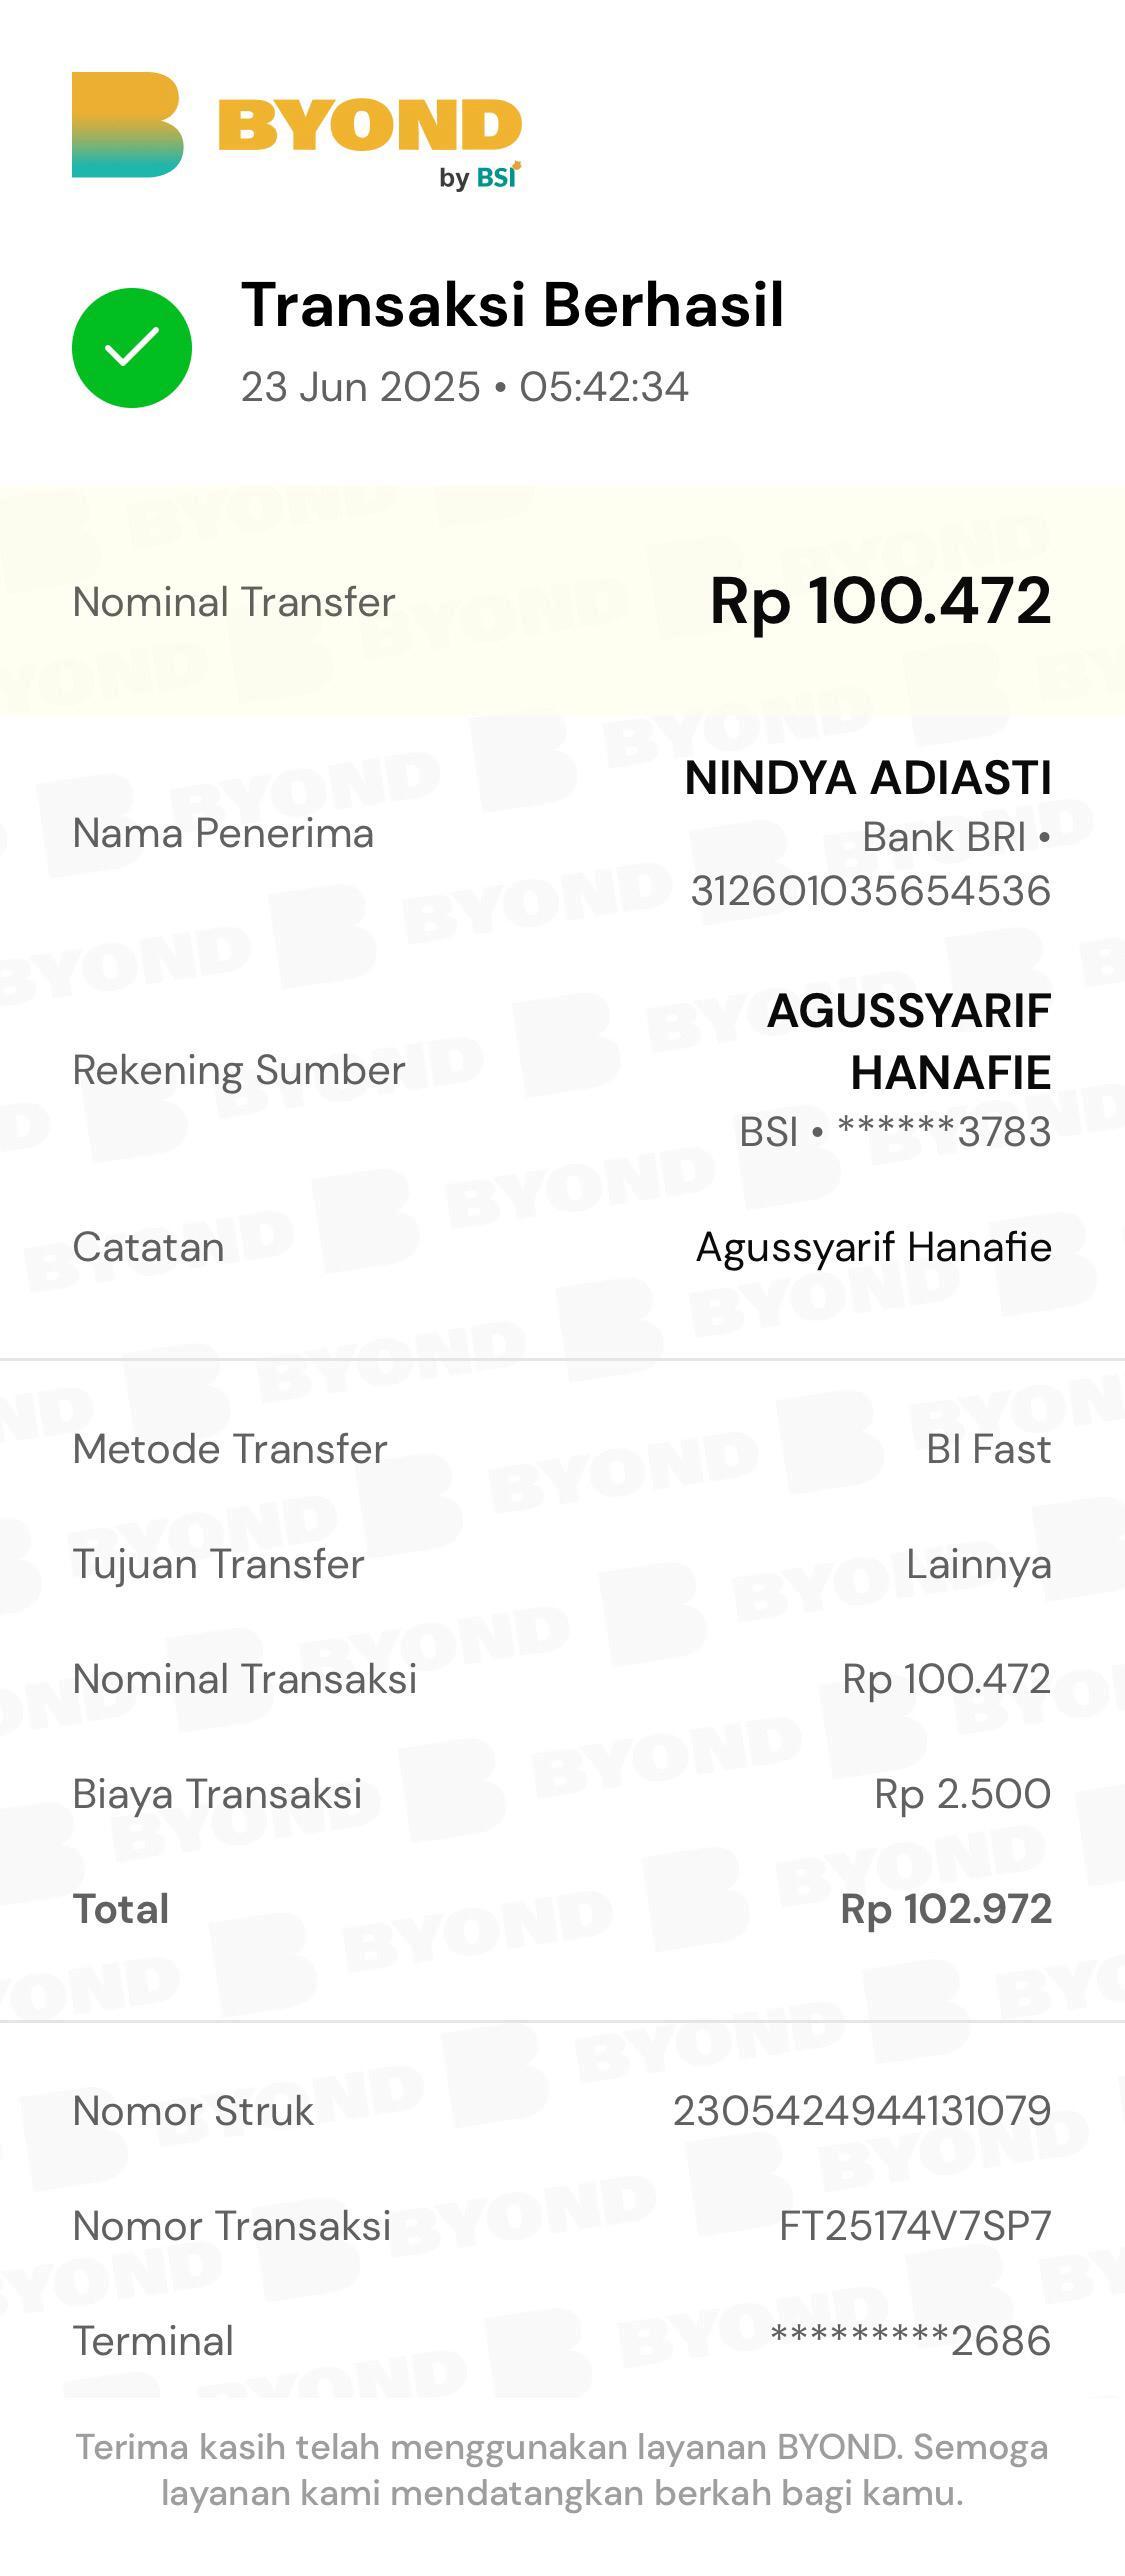 BYOND
by BSI
Transaksi Berhasil
23 Jun 2025 • 05:42:34
Nominal Transfer Rp 100.472
Nama Penerima NINDYA ADIASTI
Bank BRI •
312601035654536
Rekening Sumber AGUSSYARIF
HANAFIE
BSI • ******3783
Catatan Agussyarif Hanafie
Metode Transfer BI Fast
Tujuan Transfer Lainnya
Nominal Transaksi Rp 100.472
Biaya Transaksi Rp 2.500
Total Rp 102.972
Nomor Struk 2305424944131079
Nomor Transaksi FT25174V7SP7
Terminal *********2686
Terima kasih telah menggunakan layanan BYOND. Semoga
layanan kami mendatangkan berkah bagi kamu.